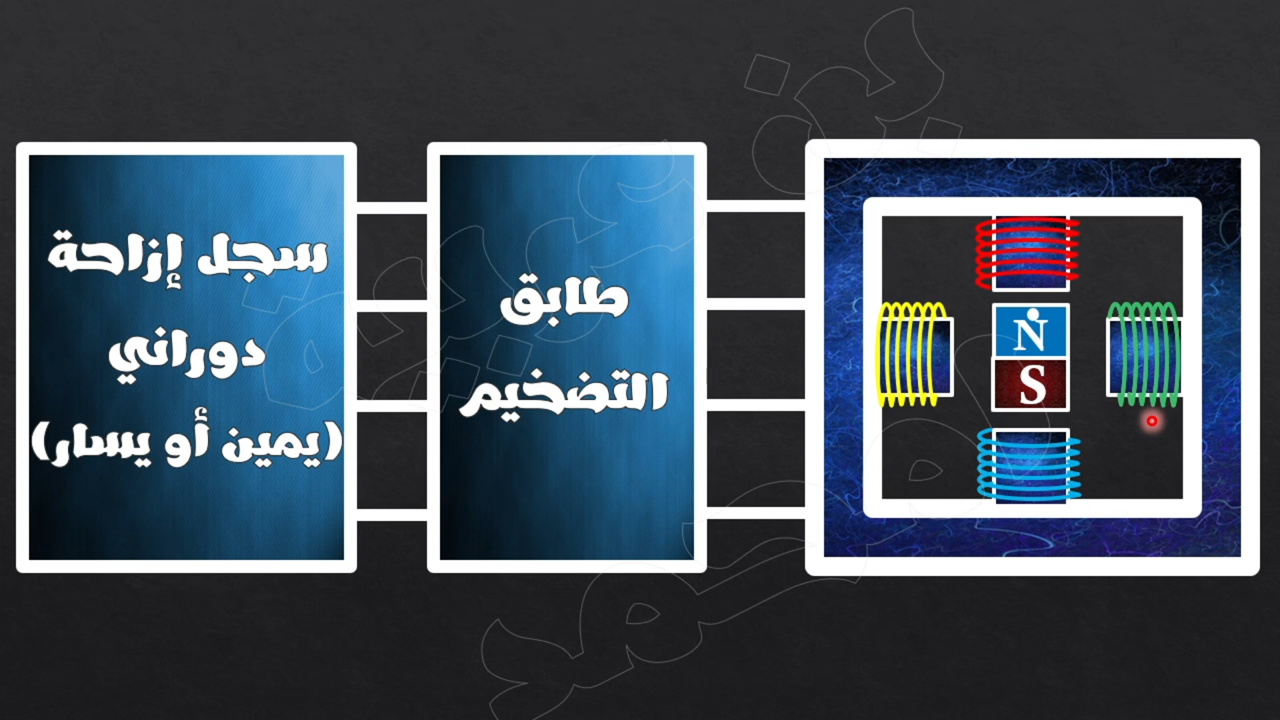 سجل إزاحة
دوراني
(يمين أو يسار)
طابق
التضخيم
N
S